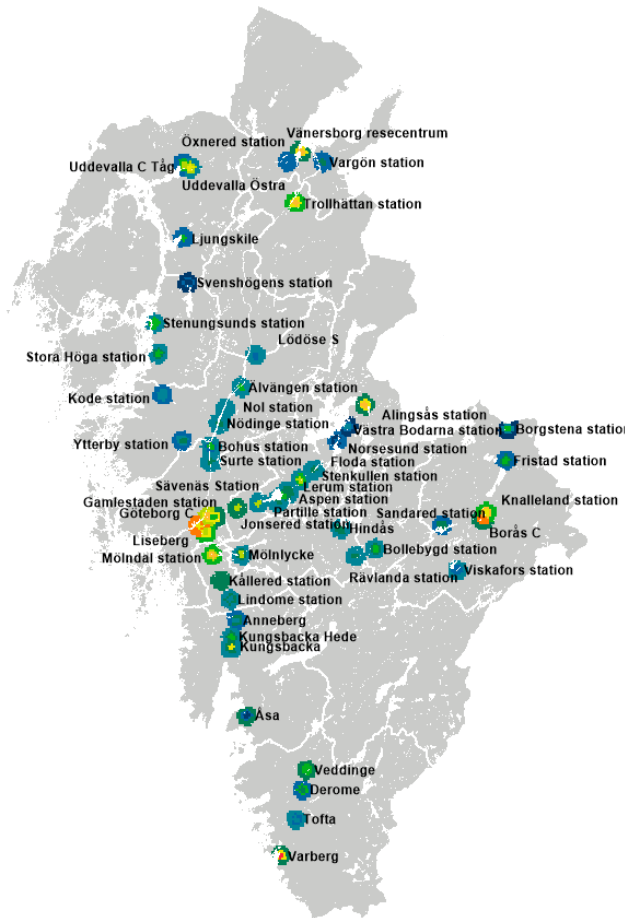 Vänersborg resecentrum
Öxnered station
Vargön station
Uddevalla C Tåg
Uddevalla Östra
Trollhättan station
Ljungskile
Svenshögens station
Stenungsunds station
Lödöse S
Stora Höga station
Älvängen station
Kode station
Nol station
Alingsås station
Nödinge station
Västra Bodarna station
Borgstena station
Ytterby station
Bohus station
Norsesund station
Surte station
Floda station
Fristad station
Stenkullen station
Sävenäs Station
Lerum station
Aspen station
Knalleland station
Gamlestaden station
Partille station
Sandared station
Göteborg C
Jonsered station
Hindås
Borås C
Liseberg
Bollebygd station
Mölndal station
Mölnlycke
Viskafors station
Rävlanda station
Kållered station
Lindome station
Anneberg
Kungsbacka Hede
Kungsbacka
Åsa
Veddinge
Derome
Tofta
Varberg